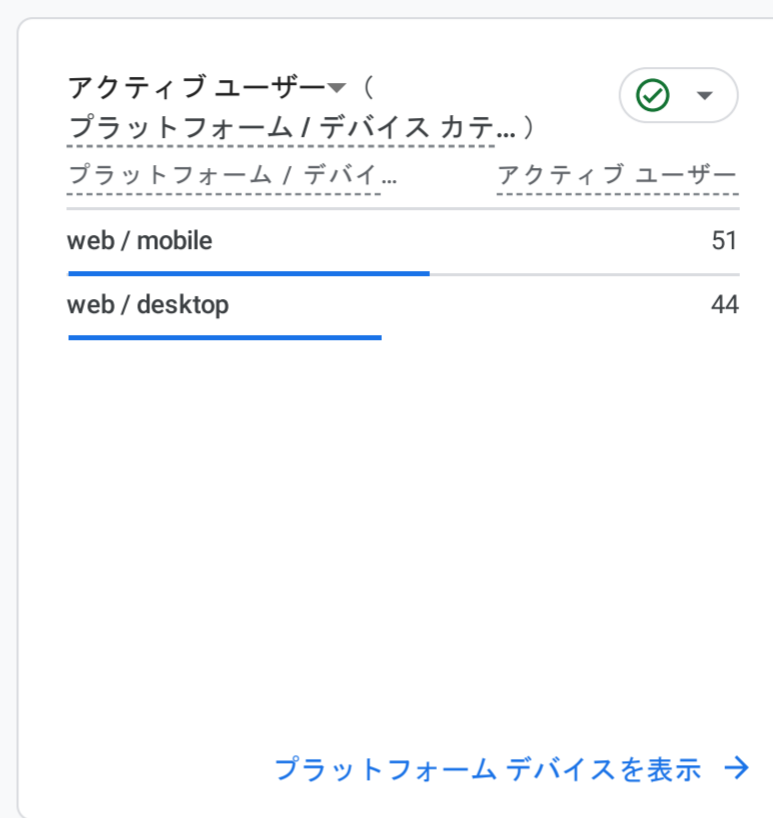 アクティブ ユーザー▼（
プラットフォーム / デバイス カテ...）
プラットフォーム / デバイ... アクティブ ユーザー
web / mobile 51
web / desktop 44
プラットフォーム デバイスを表示 →